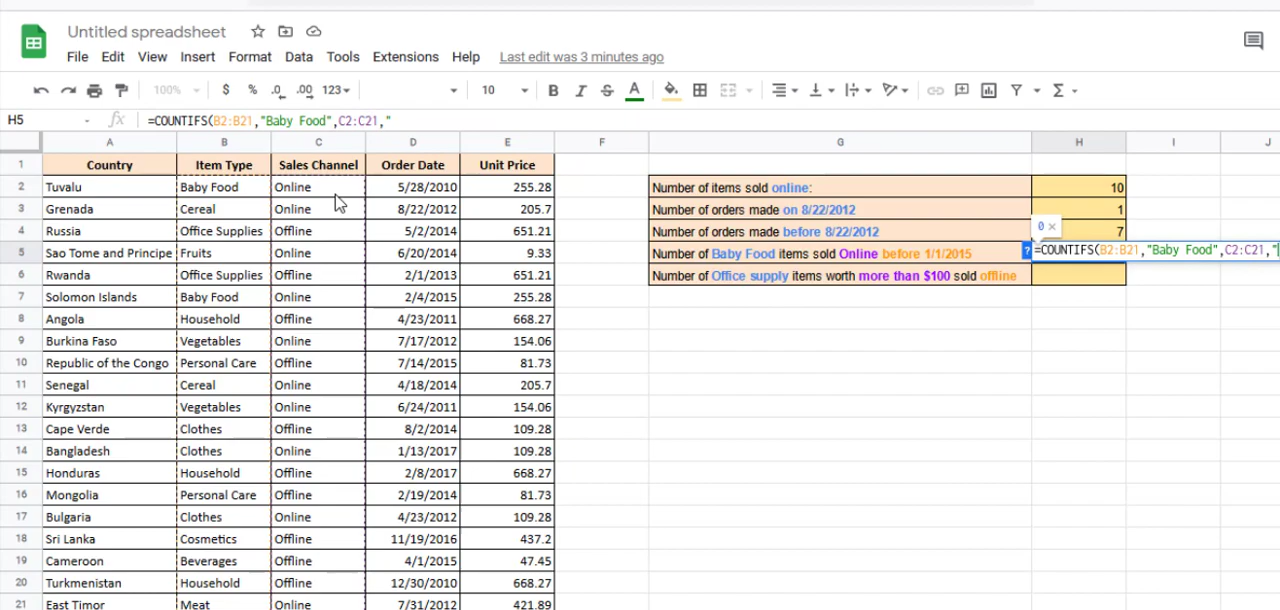 Untitled spreadsheet
File Edit View Insert Format Data Tools Extensions Help Last edit was 3 minutes ago
100% $ % .0 .00 123 10 B I S A Σ
H5 fx =COUNTIFS(B2:B21,"Baby Food",C2:C21,"
A B C D E F G H I J
1 Country Item Type Sales Channel Order Date Unit Price
2 Tuvalu Baby Food Online 5/28/2010 255.28 Number of items sold online: 10
3 Grenada Cereal Online 8/22/2012 205.7 Number of orders made on 8/22/2012 1
4 Russia Office Supplies Offline 5/2/2014 651.21 Number of orders made before 8/22/2012 7
0 ×
5 Sao Tome and Principe Fruits Online 6/20/2014 9.33 Number of Baby Food items sold Online before 1/1/2015 ? =COUNTIFS(B2:B21,"Baby Food",C2:C21,"
6 Rwanda Office Supplies Offline 2/1/2013 651.21 Number of Office supply items worth more than $100 sold offline
7 Solomon Islands Baby Food Online 2/4/2015 255.28
8 Angola Household Offline 4/23/2011 668.27
9 Burkina Faso Vegetables Online 7/17/2012 154.06
10 Republic of the Congo Personal Care Offline 7/14/2015 81.73
11 Senegal Cereal Online 4/18/2014 205.7
12 Kyrgyzstan Vegetables Online 6/24/2011 154.06
13 Cape Verde Clothes Offline 8/2/2014 109.28
14 Bangladesh Clothes Online 1/13/2017 109.28
15 Honduras Household Offline 2/8/2017 668.27
16 Mongolia Personal Care Offline 2/19/2014 81.73
17 Bulgaria Clothes Online 4/23/2012 109.28
18 Sri Lanka Cosmetics Offline 11/19/2016 437.2
19 Cameroon Beverages Offline 4/1/2015 47.45
20 Turkmenistan Household Offline 12/30/2010 668.27
21 East Timor Meat Online 7/31/2012 421.89